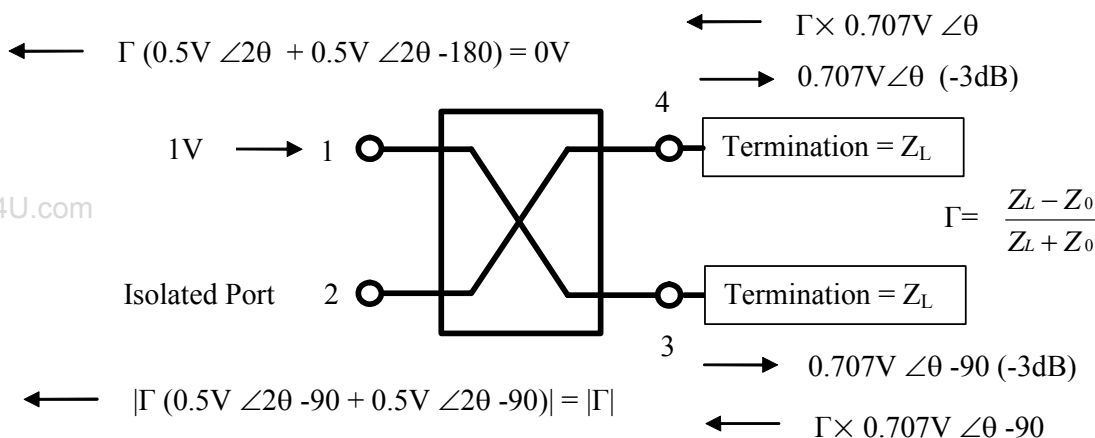 Γ× 0.707V ∠θ
Γ (0.5V ∠2θ + 0.5V ∠2θ -180) = 0V
0.707V∠θ (-3dB)
4
1V
1
Termination = Z_L
4U.com
Γ= \frac{Z_L - Z_0}{Z_L + Z_0}
Isolated Port
2
Termination = Z_L
3
0.707V ∠θ -90 (-3dB)
|Γ (0.5V ∠2θ -90 + 0.5V ∠2θ -90)| = |Γ|
Γ× 0.707V ∠θ -90